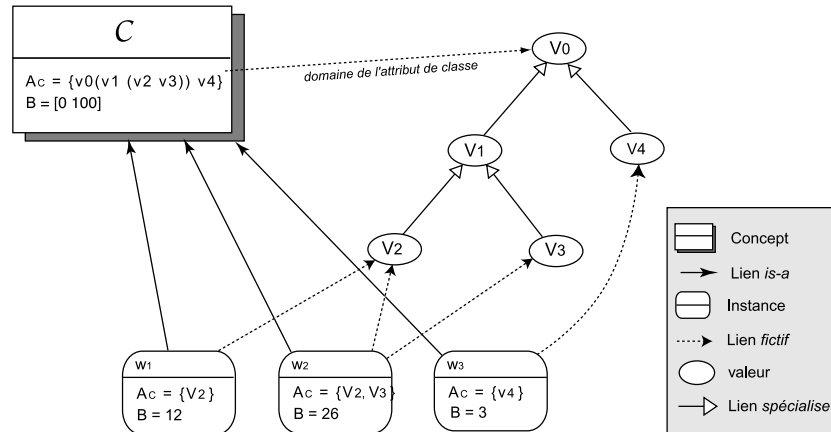 C
Ac = {v0(v1 (v2 v3)) v4}
B = [0 100]
domaine de l'attribut de classe
V0
V1
V4
V2
V3
W1
Ac = {V2}
B = 12
W2
Ac = {V2, V3}
B = 26
W3
Ac = {v4}
B = 3
Concept
Lien is-a
Instance
Lien fictif
valeur
Lien spécialise